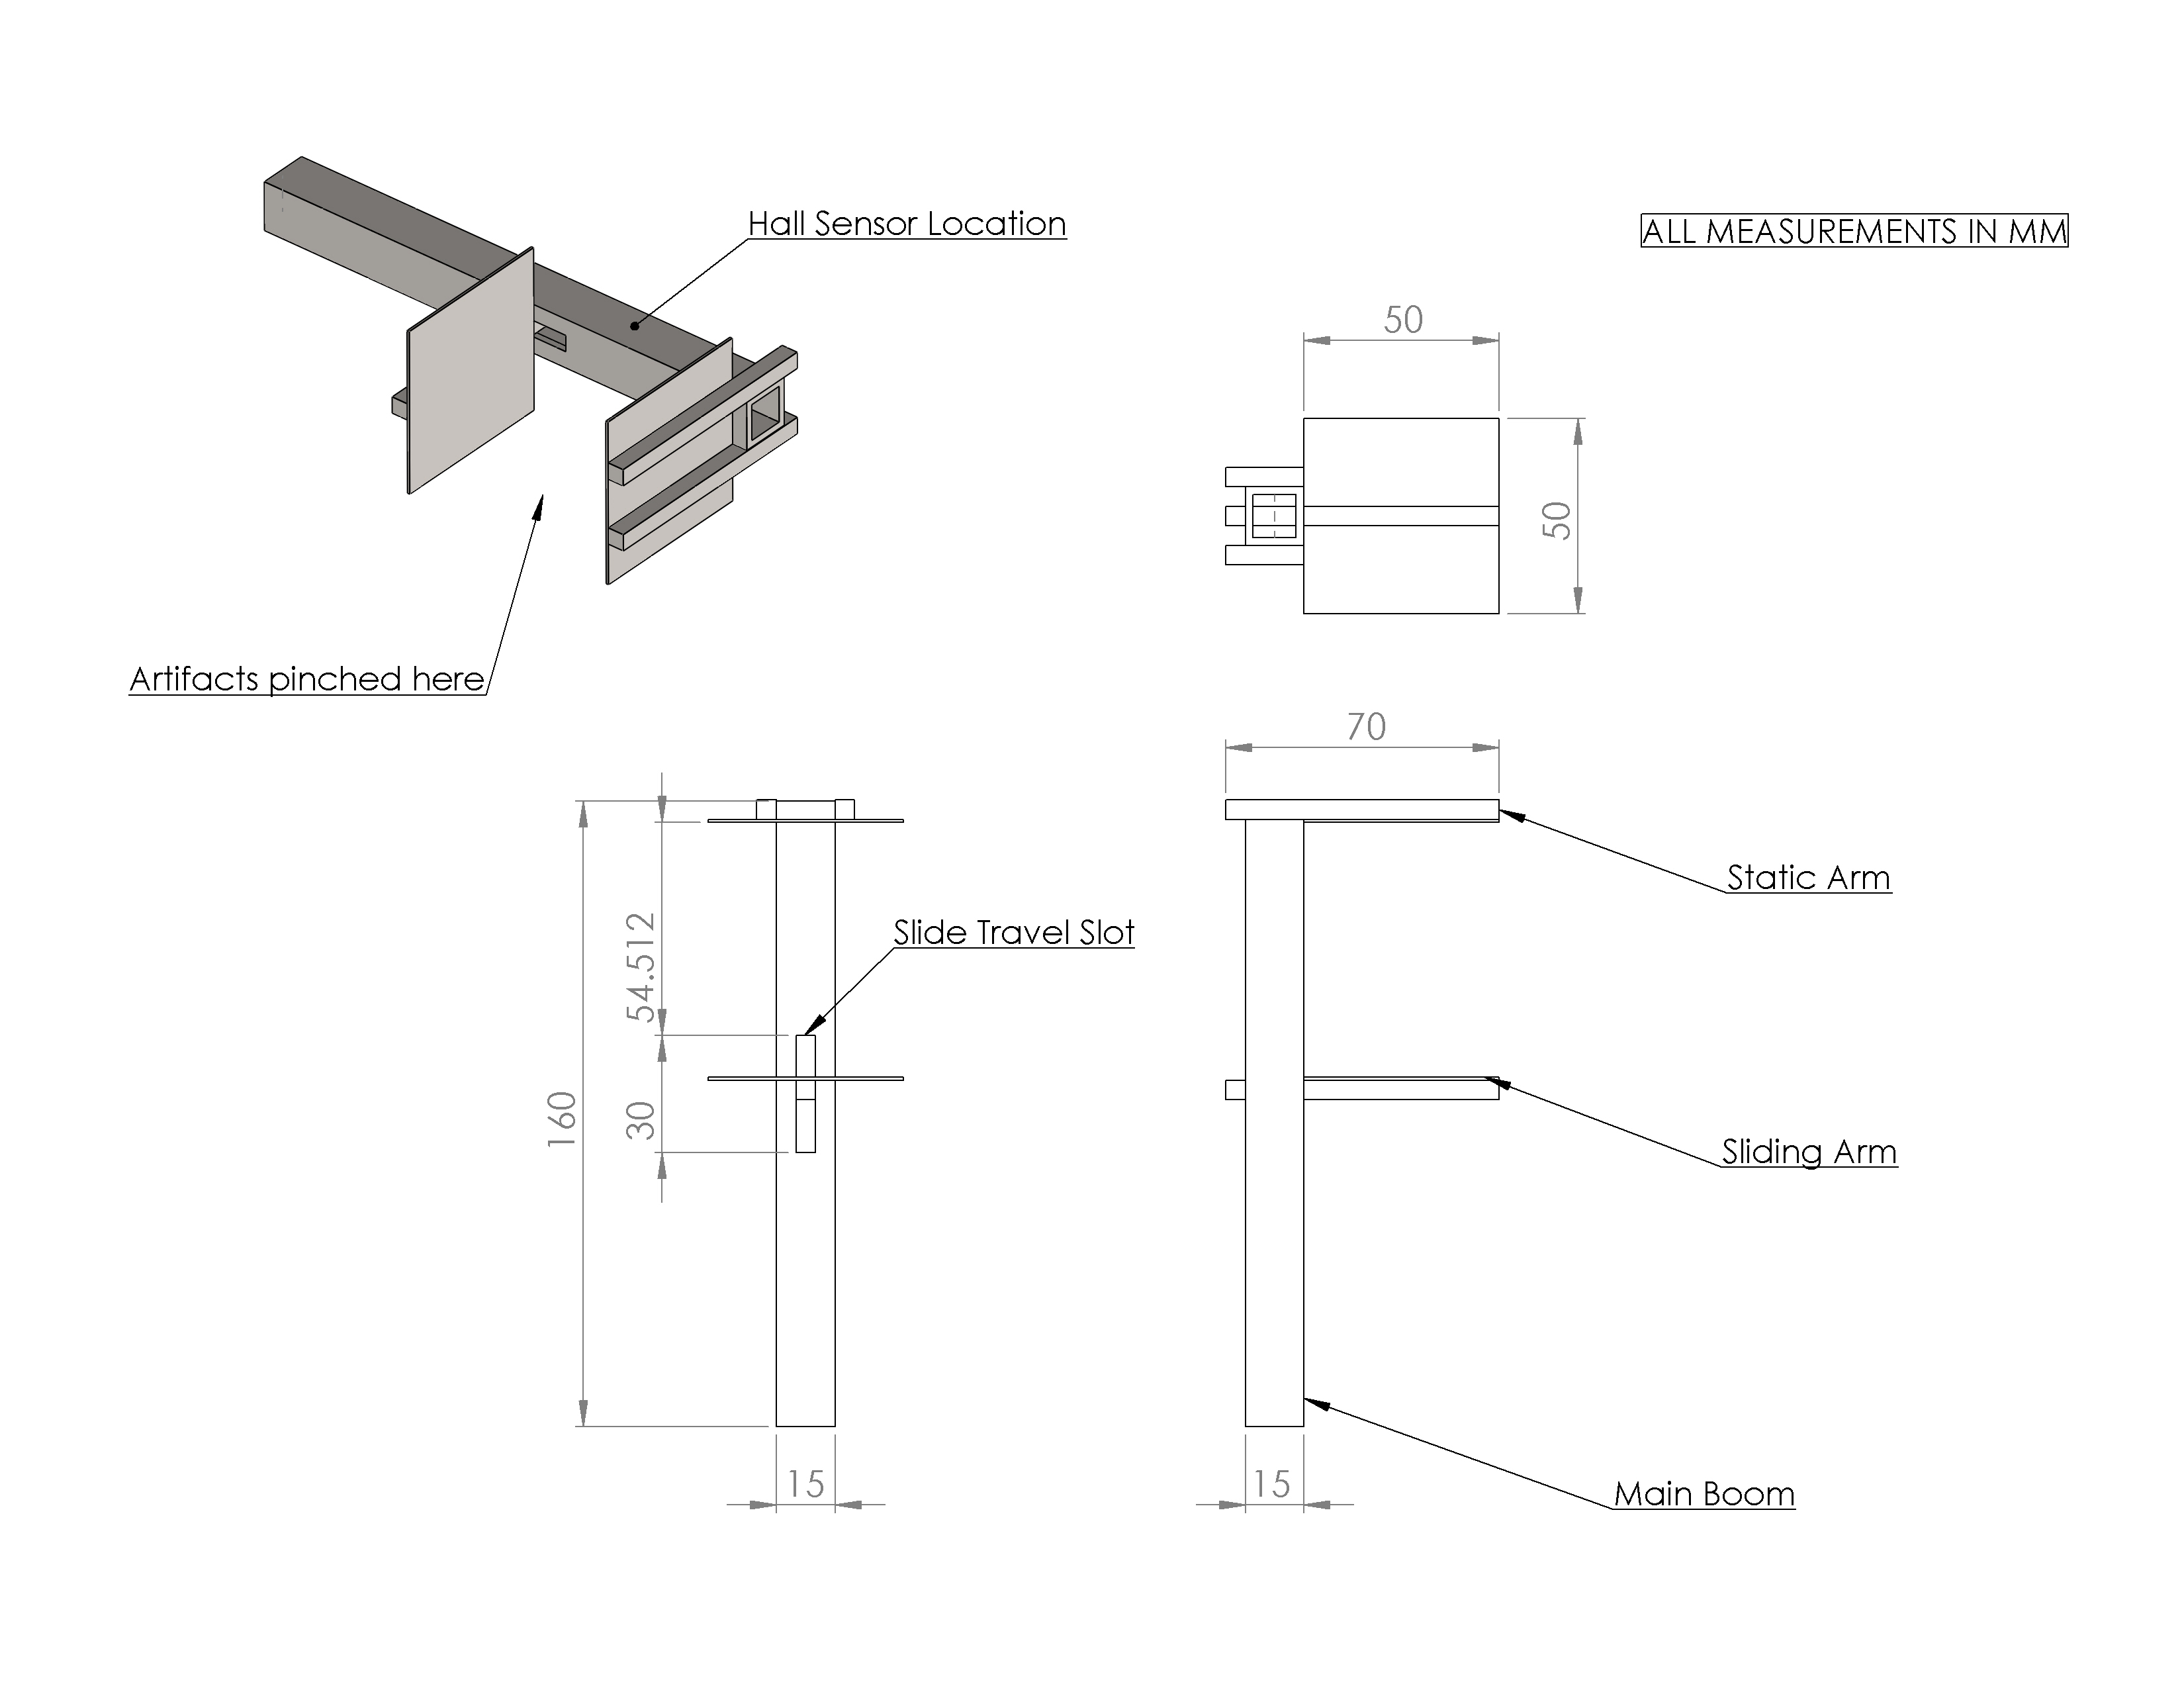 Hall Sensor Location
ALL MEASUREMENTS IN MM
50
50
Artifacts pinched here
70
54.512
Static Arm
Slide Travel Slot
160
30
Sliding Arm
15
15
Main Boom